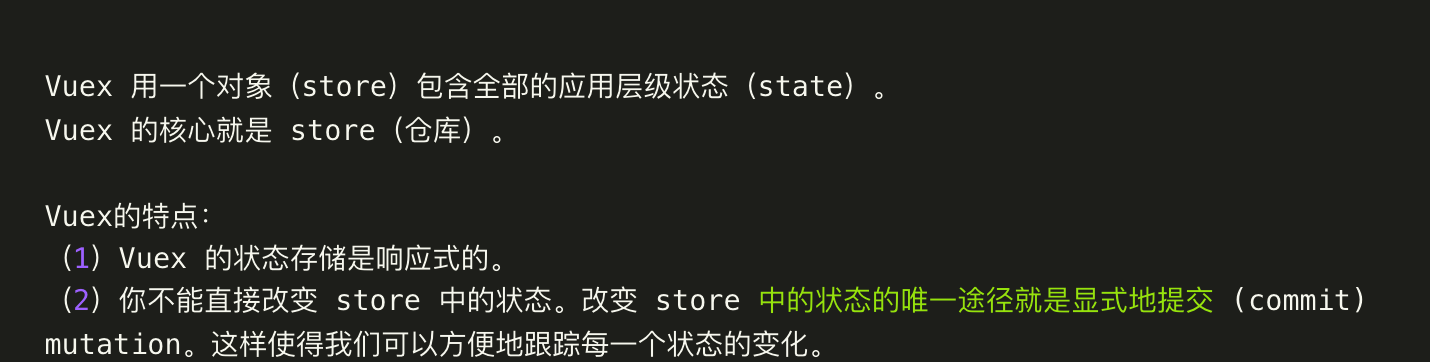 Vuex 用一个对象（store）包含全部的应用层级状态（state）。
Vuex 的核心就是 store（仓库）。
Vuex的特点：
（1）Vuex 的状态存储是响应式的。
（2）你不能直接改变 store 中的状态。改变 store 中的状态的唯一途径就是显式地提交 (commit)
mutation。这样使得我们可以方便地跟踪每一个状态的变化。